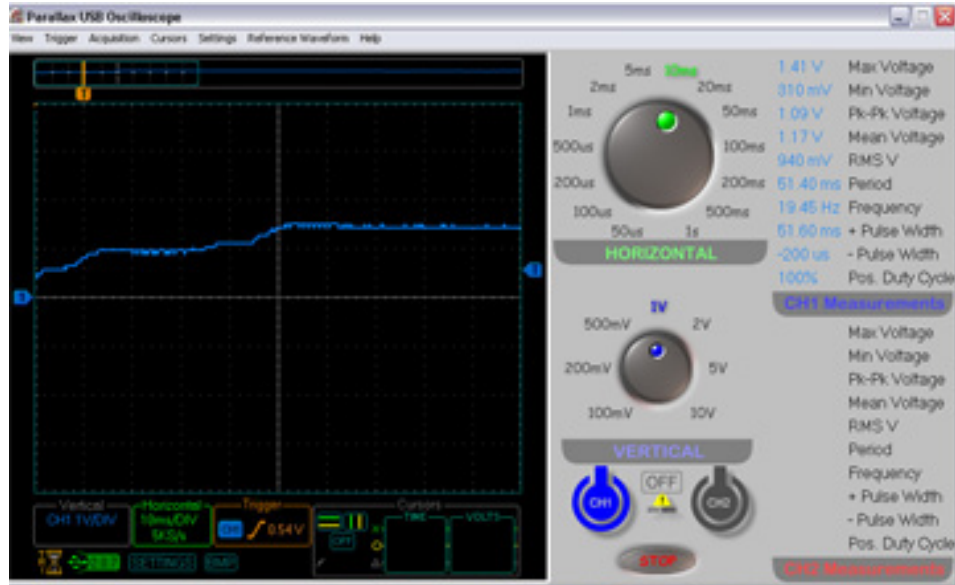 Parallax USB Oscilloscope
View Trigger Acquisition Cursors Settings Reference Waveform Help
T
1
1
Vertical
CH1 1V/DIV
Horizontal
10ms/DIV
5KS/s
Trigger
CH1 0.54 V
Cursors
TIME
VOLTS
OFF
SETTINGS
5ms 10ms
2ms 20ms
1ms 50ms
500us 100ms
200us 200ms
100us 500ms
50us 1s
HORIZONTAL
1V
500mV 2V
200mV 5V
100mV 10V
VERTICAL
CH1 OFF CH2
STOP
1.41 V Max Voltage
310 mV Min Voltage
1.09 V Pk-Pk Voltage
1.17 V Mean Voltage
940 mV RMS V
51.40 ms Period
19.45 Hz Frequency
51.60 ms + Pulse Width
-200 us - Pulse Width
100% Pos. Duty Cycle
CH1 Measurements
Max Voltage
Min Voltage
Pk-Pk Voltage
Mean Voltage
RMS V
Period
Frequency
+ Pulse Width
- Pulse Width
Pos. Duty Cycle
CH2 Measurements